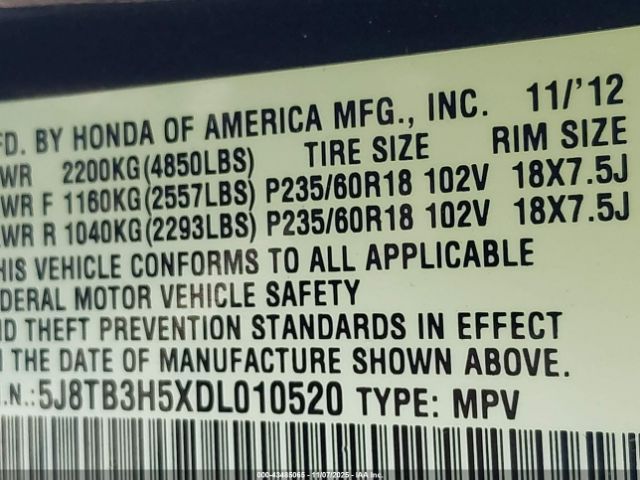 FD. BY HONDA OF AMERICA MFG., INC. 11/'12
WR 2200KG(4850LBS) TIRE SIZE RIM SIZE
WR F 1160KG(2557LBS) P235/60R18 102V 18X7.5J
WR R 1040KG(2293LBS) P235/60R18 102V 18X7.5J
HIS VEHICLE CONFORMS TO ALL APPLICABLE
DERAL MOTOR VEHICLE SAFETY
ND THEFT PREVENTION STANDARDS IN EFFECT
THE DATE OF MANUFACTURE SHOWN ABOVE.
.N.:5J8TB3H5XDL010520 TYPE: MPV
000-43485065 - 11/07/2025 - IAA Inc.